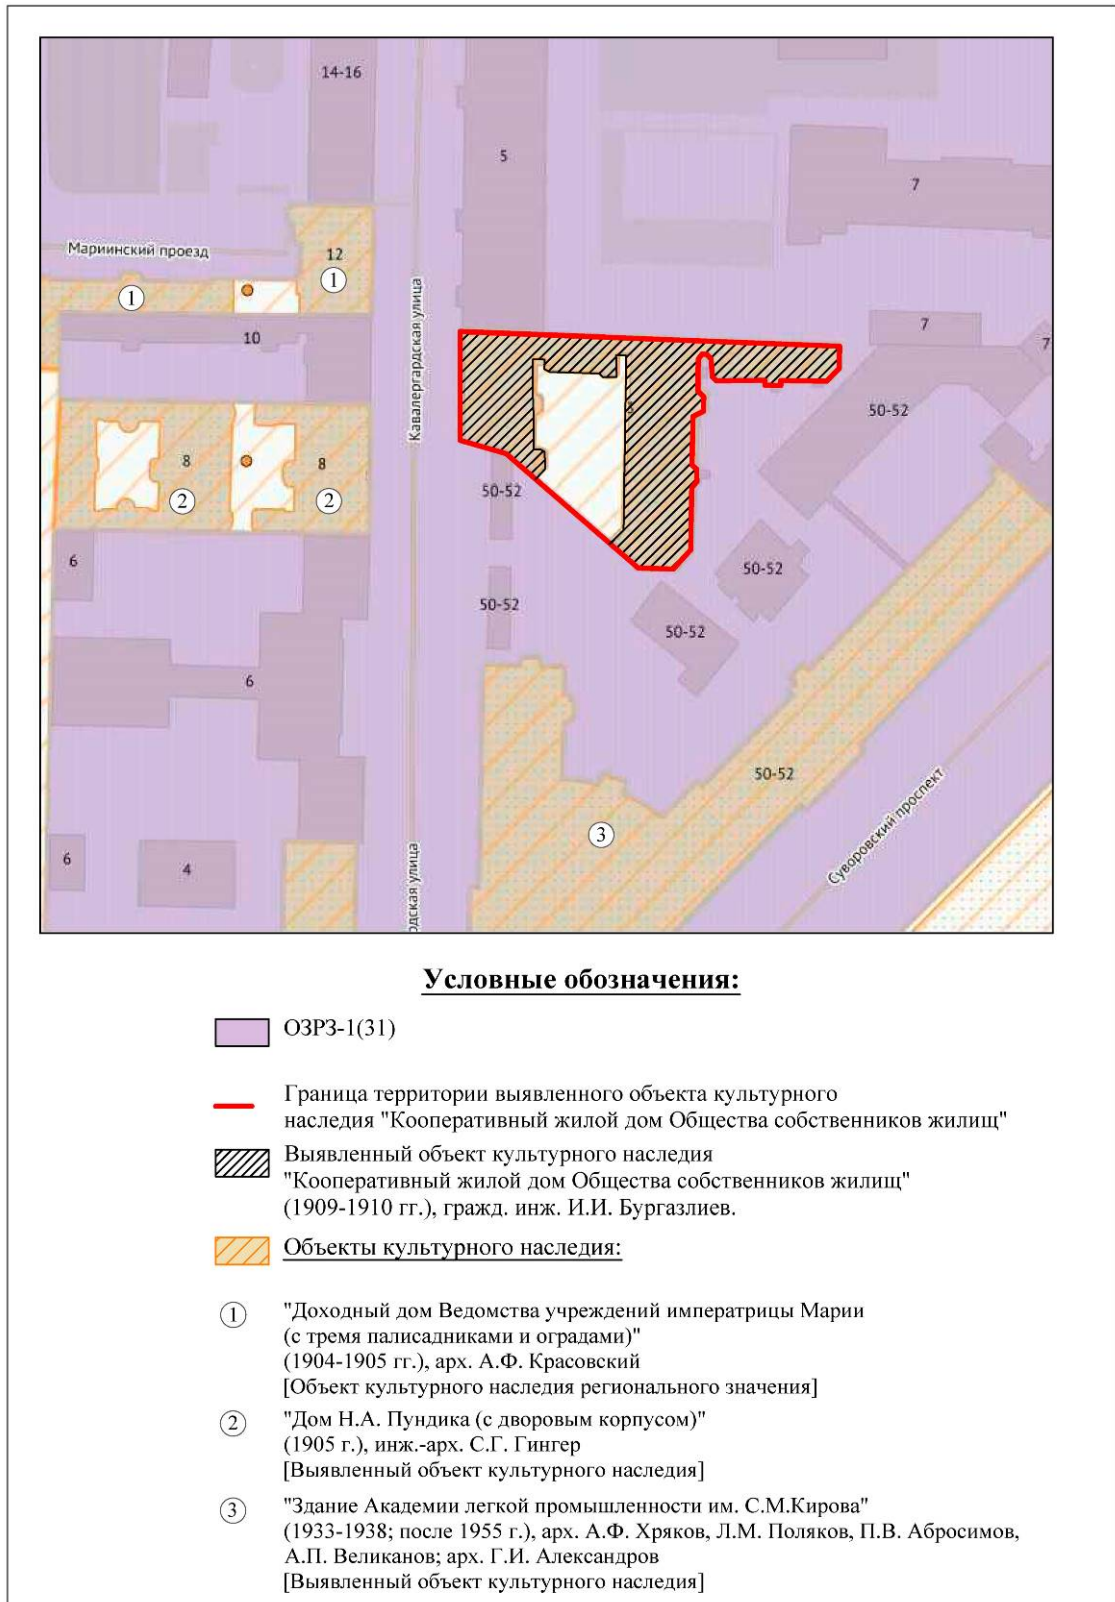 14-16
5
7
Мариинский проезд
12
1
1
10
Кавалергардская улица
7
7
3
50-52
8
8
2
2
50-52
6
50-52
50-52
50-52
6
50-52
3
Суворовский проспект
6
4
одская улица
Условные обозначения:
ОЗРЗ-1(31)
Граница территории выявленного объекта культурного
наследия "Кооперативный жилой дом Общества собственников жилищ"
Выявленный объект культурного наследия
"Кооперативный жилой дом Общества собственников жилищ"
(1909-1910 гг.), гражд. инж. И.И. Бургазлиев.
Объекты культурного наследия:
1 "Доходный дом Ведомства учреждений императрицы Марии
(с тремя палисадниками и оградами)"
(1904-1905 гг.), арх. А.Ф. Красовский
[Объект культурного наследия регионального значения]
2 "Дом Н.А. Пундика (с дворовым корпусом)"
(1905 г.), инж.-арх. С.Г. Гингер
[Выявленный объект культурного наследия]
3 "Здание Академии легкой промышленности им. С.М.Кирова"
(1933-1938; после 1955 г.), арх. А.Ф. Хряков, Л.М. Поляков, П.В. Абросимов,
А.П. Великанов; арх. Г.И. Александров
[Выявленный объект культурного наследия]